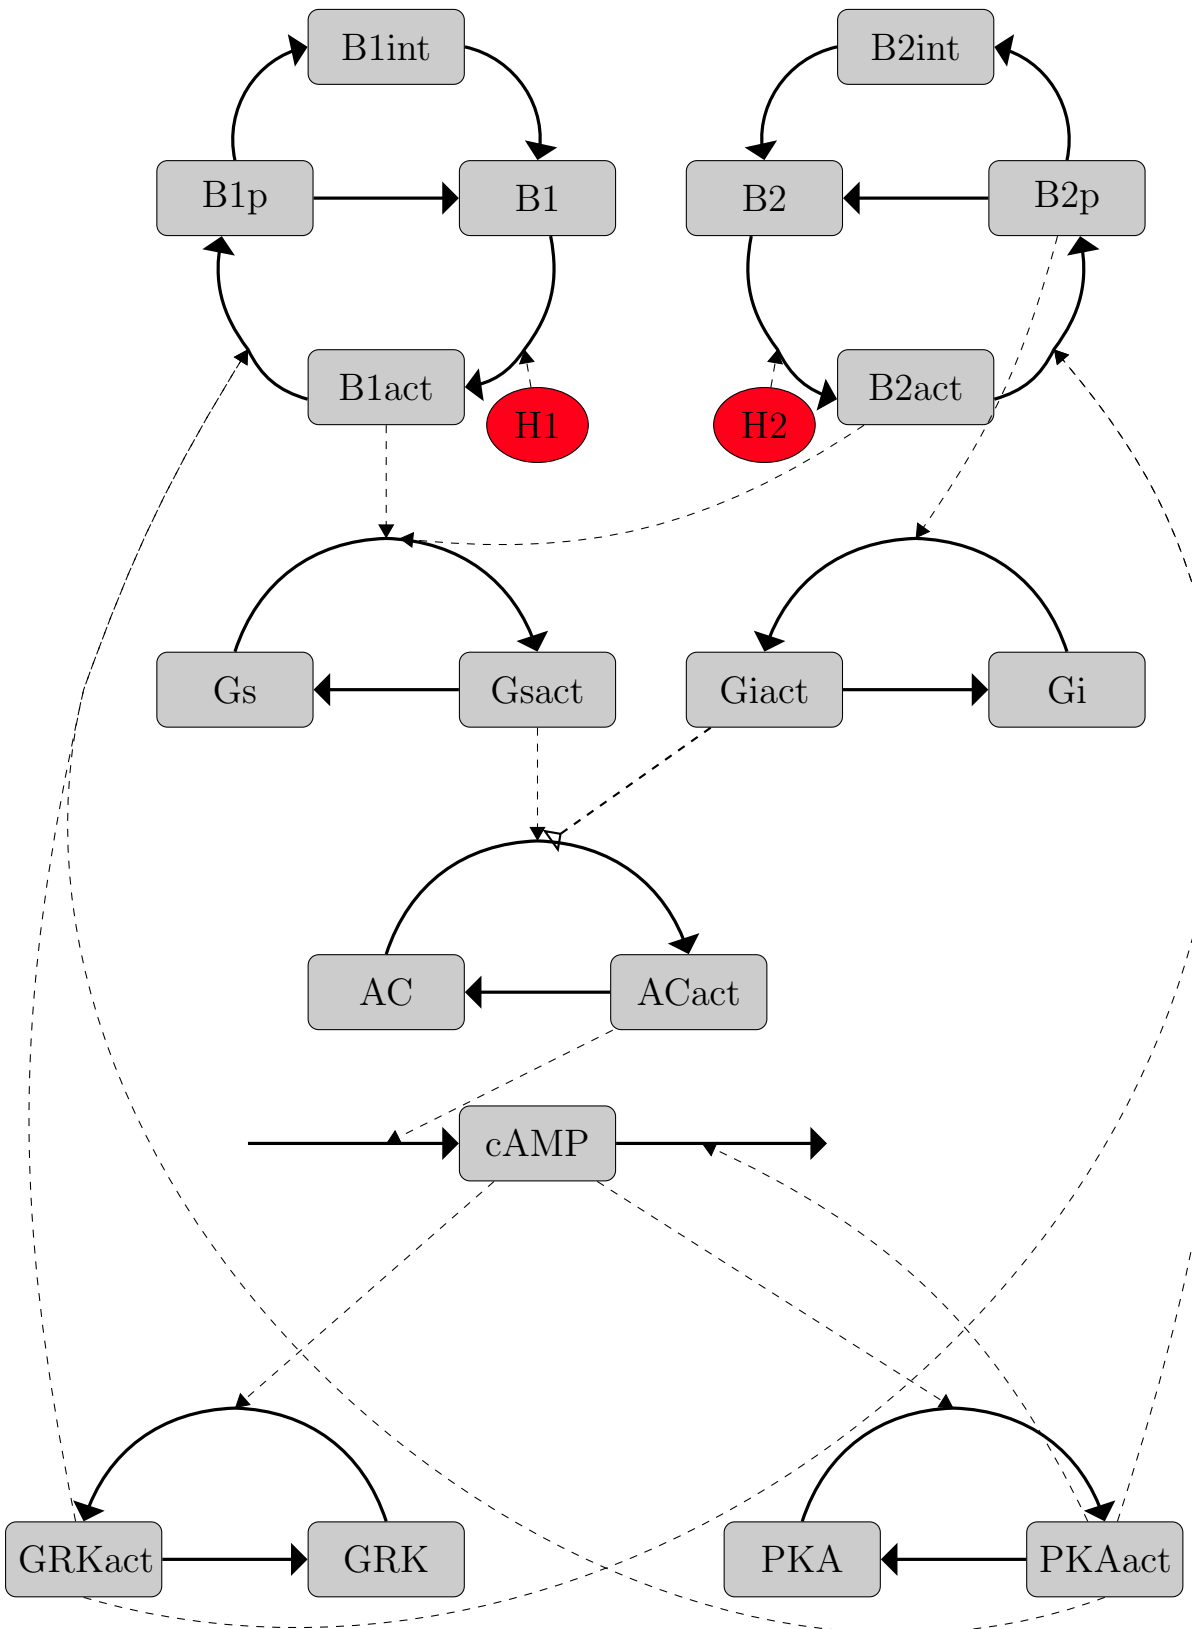 B1int
B2int
B1p
B1
B2
B2p
B1act
B2act
H1
H2
Gs
Gsact
Giact
Gi
AC
ACact
cAMP
GRKact
GRK
PKA
PKAact